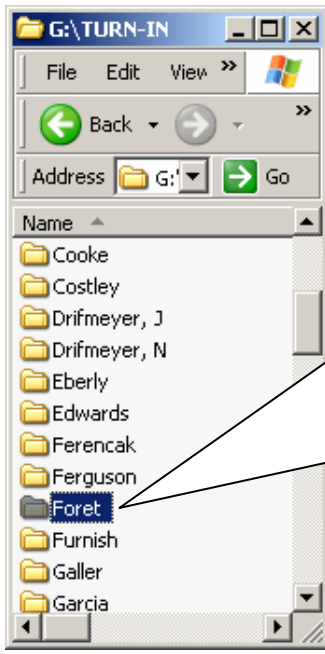 G:\TURN-IN
File Edit View »
Back »
Address G:\ Go
Name
Cooke
Costley
Drifmeyer, J
Drifmeyer, N
Eberly
Edwards
Ferencak
Ferguson
Foret
Furnish
Galler
Garcia